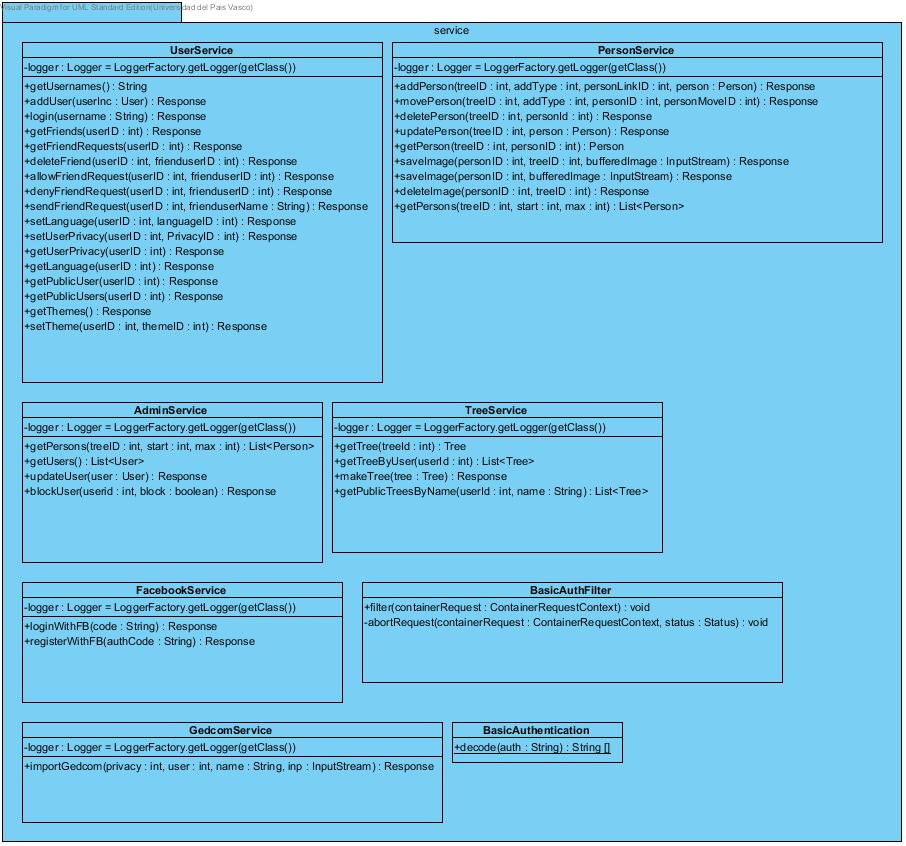 Visual Paradigm for UML Standard Edition(Universidad del Pais Vasco)
service
UserService
-logger : Logger = LoggerFactory.getLogger(getClass())
+getUsernames() : String
+addUser(userInc : User) : Response
+login(username : String) : Response
+getFriends(userID : int) : Response
+getFriendRequests(userID : int) : Response
+deleteFriend(userID : int, frienduserID : int) : Response
+allowFriendRequest(userID : int, frienduserID : int) : Response
+denyFriendRequest(userID : int, frienduserID : int) : Response
+sendFriendRequest(userID : int, frienduserName : String) : Response
+setLanguage(userID : int, languageID : int) : Response
+setUserPrivacy(userID : int, PrivacyID : int) : Response
+getUserPrivacy(userID : int) : Response
+getLanguage(userID : int) : Response
+getPublicUser(userID : int) : Response
+getPublicUsers(userID : int) : Response
+getThemes() : Response
+setTheme(userID : int, themeID : int) : Response
PersonService
-logger : Logger = LoggerFactory.getLogger(getClass())
+addPerson(treeID : int, addType : int, personLinkID : int, person : Person) : Response
+movePerson(treeID : int, addType : int, personID : int, personMoveID : int) : Response
+deletePerson(treeID : int, personId : int) : Response
+updatePerson(treeID : int, person : Person) : Response
+getPerson(treeID : int, personID : int) : Person
+saveImage(personID : int, treeID : int, bufferedImage : InputStream) : Response
+saveImage(personID : int, bufferedImage : InputStream) : Response
+deleteImage(personID : int, treeID : int) : Response
+getPersons(treeID : int, start : int, max : int) : List<Person>
AdminService
-logger : Logger = LoggerFactory.getLogger(getClass())
+getPersons(treeID : int, start : int, max : int) : List<Person>
+getUsers() : List<User>
+updateUser(user : User) : Response
+blockUser(userid : int, block : boolean) : Response
TreeService
-logger : Logger = LoggerFactory.getLogger(getClass())
+getTree(treeId : int) : Tree
+getTreeByUser(userId : int) : List<Tree>
+makeTree(tree : Tree) : Response
+getPublicTreesByName(userId : int, name : String) : List<Tree>
FacebookService
-logger : Logger = LoggerFactory.getLogger(getClass())
+loginWithFB(code : String) : Response
+registerWithFB(authCode : String) : Response
BasicAuthFilter
+filter(containerRequest : ContainerRequestContext) : void
-abortRequest(containerRequest : ContainerRequestContext, status : Status) : void
GedcomService
-logger : Logger = LoggerFactory.getLogger(getClass())
+importGedcom(privacy : int, user : int, name : String, inp : InputStream) : Response
BasicAuthentication
+decode(auth : String) : String []